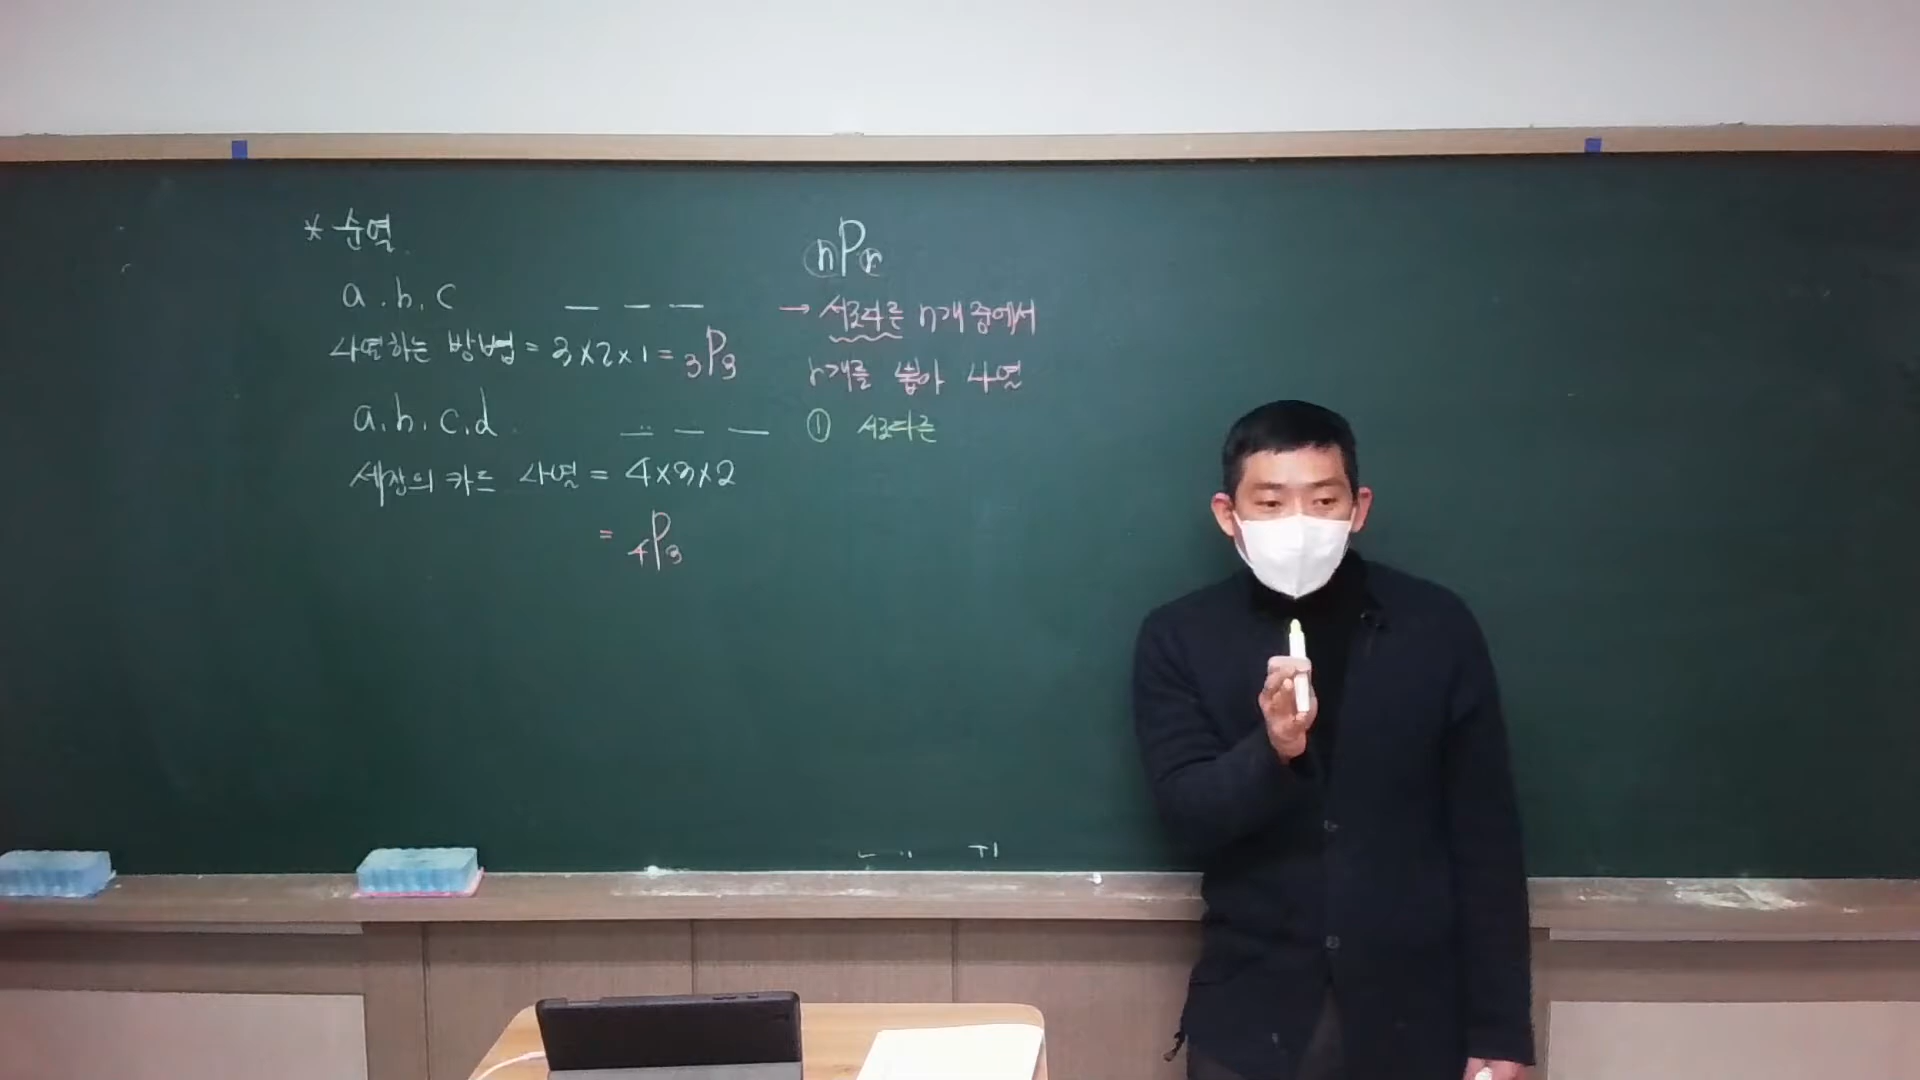 * 순열
a . b . c
나열하는 방법 = 3×2×1 = ₃P₃
a . b . c . d
세장의 카드 나열 = 4×3×2
= ₄P₃
nPr
→ 서로다른 n개 중에서
r개를 뽑아 나열
① 서로다른